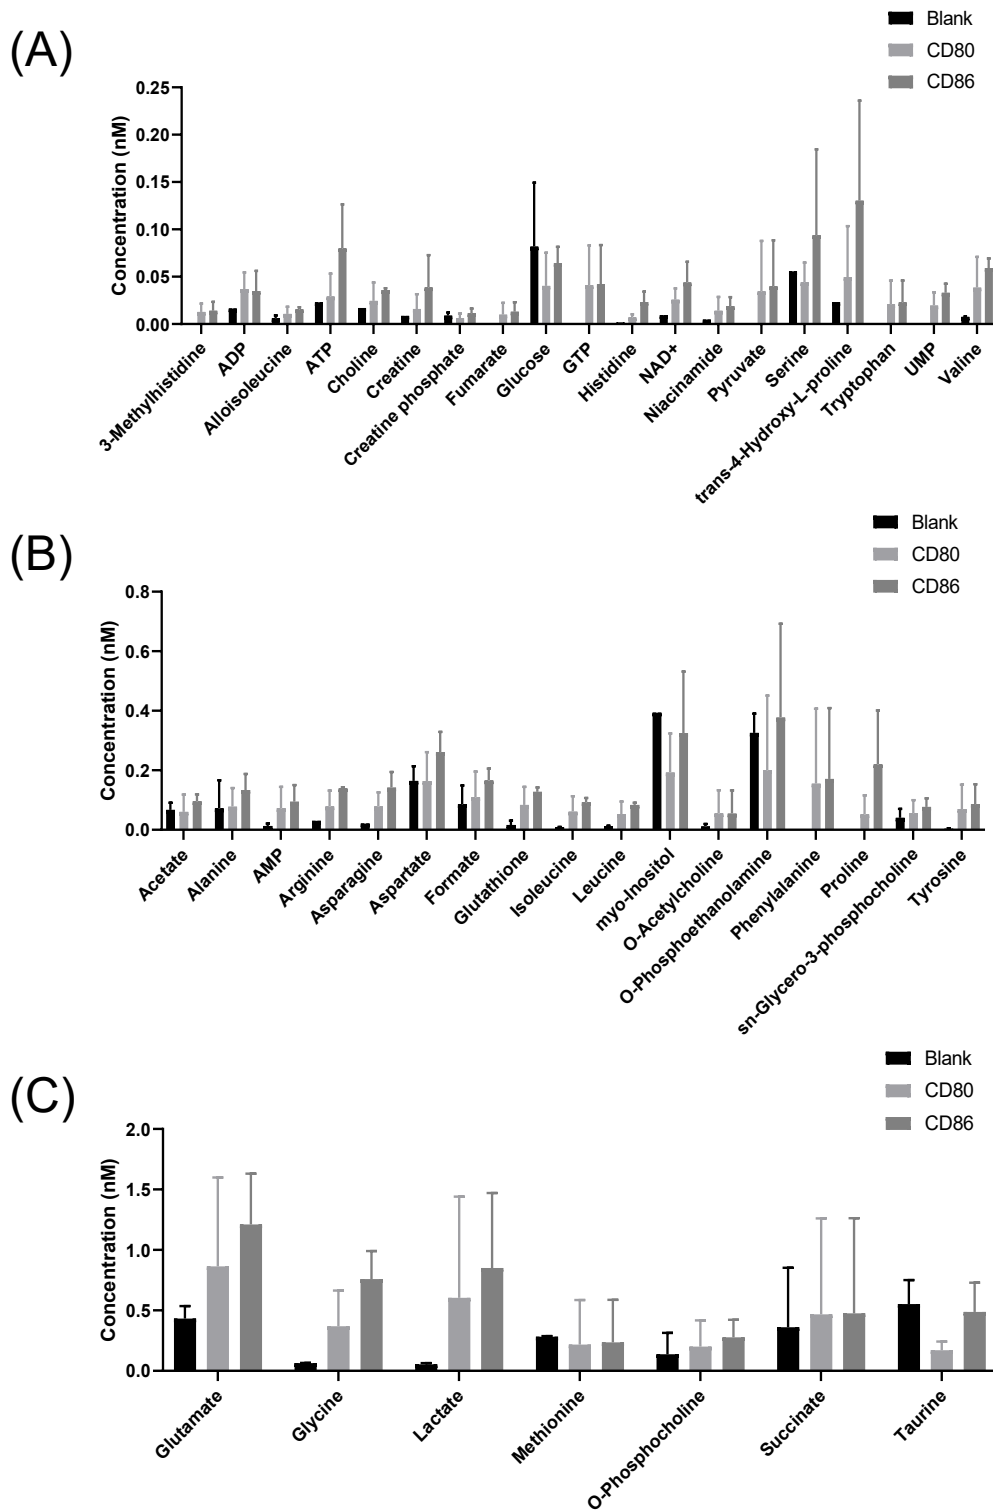 (A)
Blank
CD80
CD86
Concentration (nM)
0.25
0.20
0.15
0.10
0.05
0.00
3-Methylhistidine
ADP
Alloisoleucine
ATP
Choline
Creatine
Creatine phosphate
Fumarate
Glucose
GTP
Histidine
NAD+
Niacinamide
Pyruvate
Serine
trans-4-Hydroxy-L-proline
Tryptophan
UMP
Valine
(B)
Blank
CD80
CD86
Concentration (nM)
0.8
0.6
0.4
0.2
0.0
Acetate
Alanine
AMP
Arginine
Asparagine
Aspartate
Formate
Glutathione
Isoleucine
Leucine
myo-Inositol
O-Acetylcholine
O-Phosphoethanolamine
Phenylalanine
Proline
sn-Glycero-3-phosphocholine
Tyrosine
(C)
Blank
CD80
CD86
Concentration (nM)
2.0
1.5
1.0
0.5
0.0
Glutamate
Glycine
Lactate
Methionine
O-Phosphocholine
Succinate
Taurine